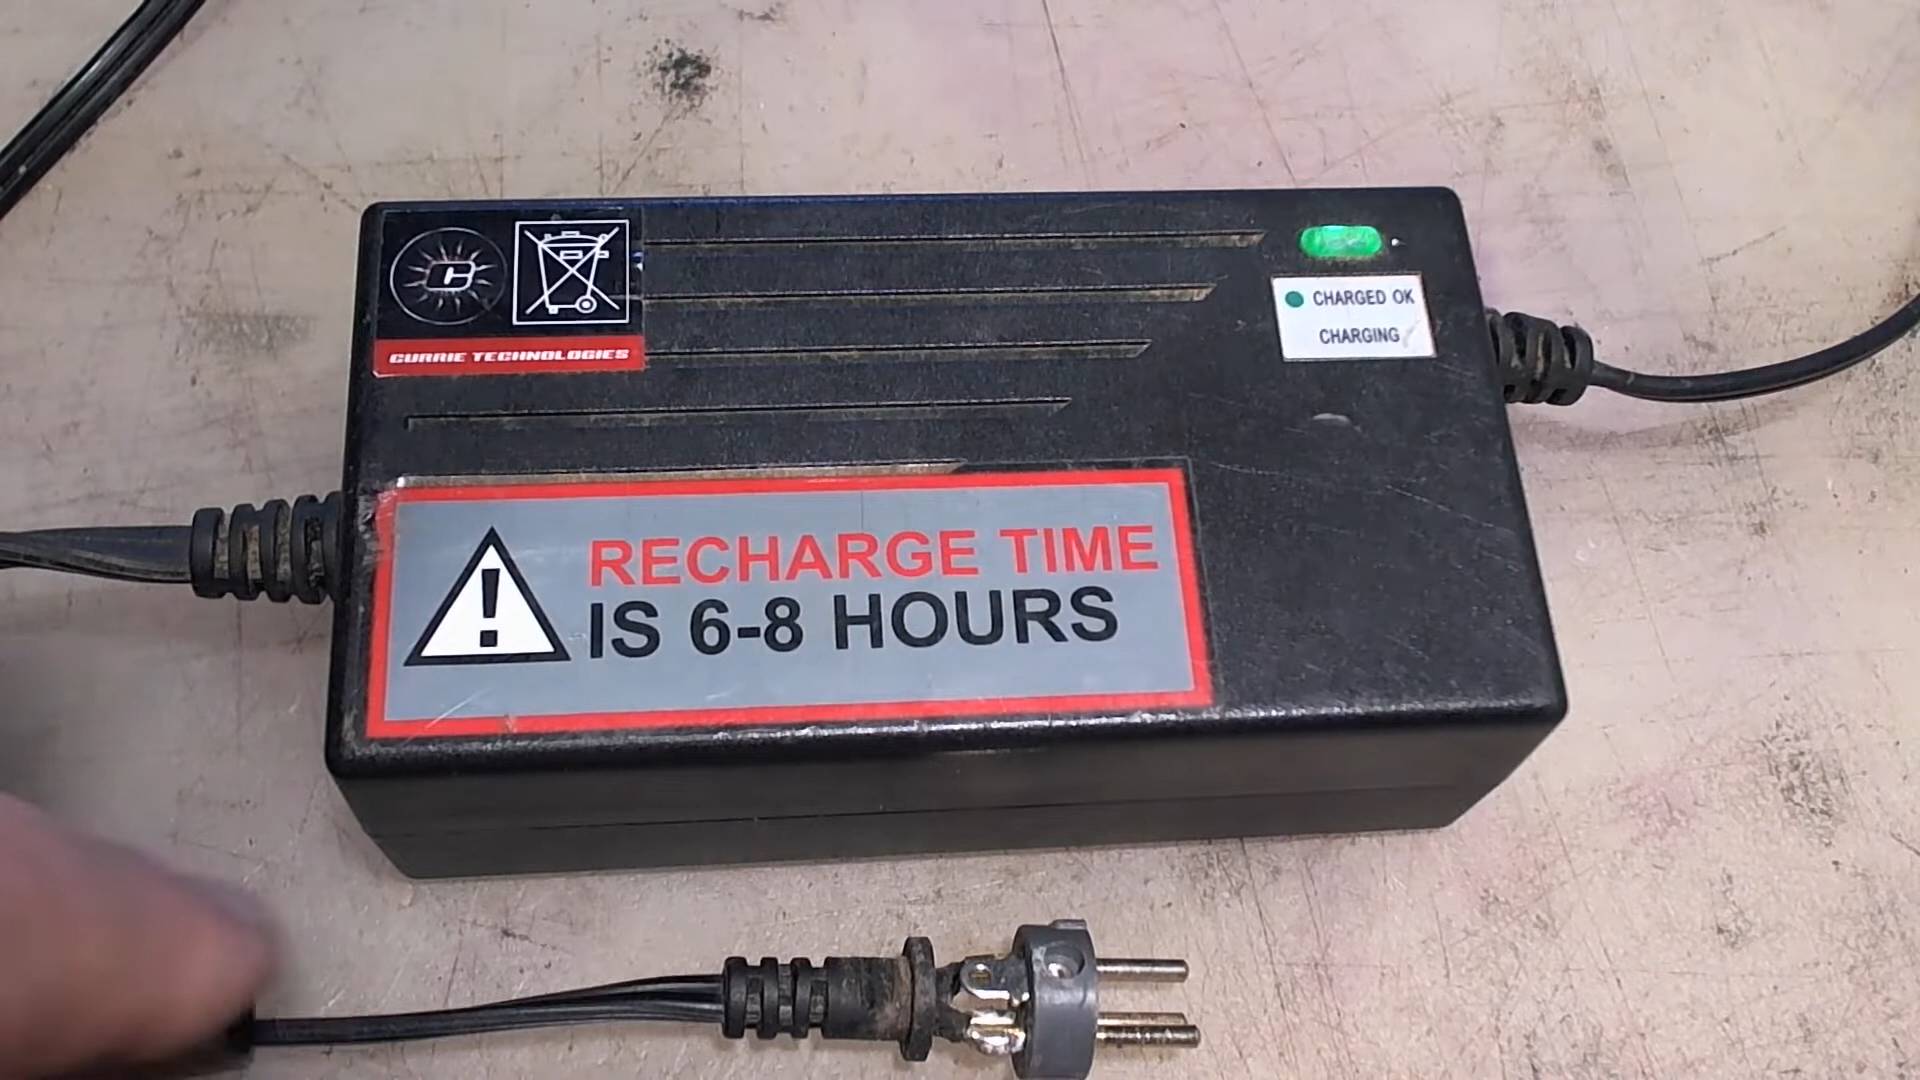 C
CURRIE TECHNOLOGIES
CHARGED OK
CHARGING
! RECHARGE TIME
IS 6-8 HOURS